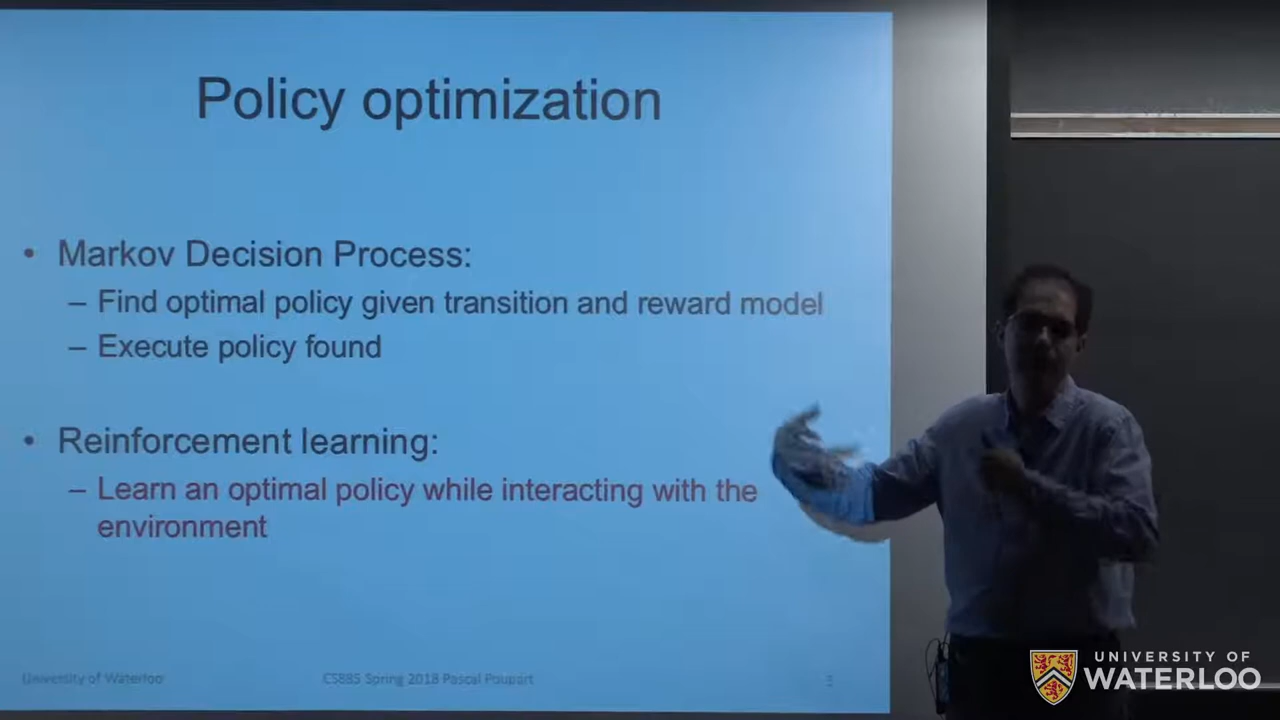 Policy optimization
• Markov Decision Process:
– Find optimal policy given transition and reward model
– Execute policy found
• Reinforcement learning:
– Learn an optimal policy while interacting with the
environment
University of Waterloo
CS885 Spring 2018 Pascal Poupart
UNIVERSITY OF
WATERLOO